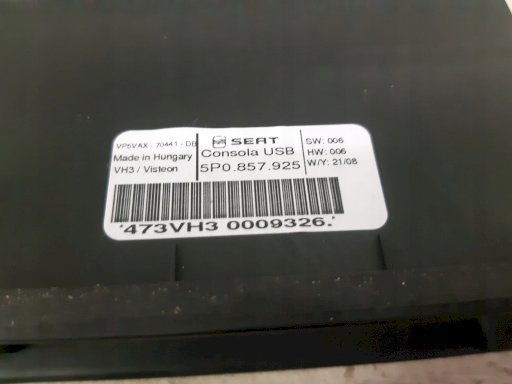 VP5VAX - 70441 - DB
Made in Hungary
VH3 / Visteon
SEAT
Consola USB
5P0.857.925
SW: 006
HW: 006
W/Y: 21/08
*473VH3 0009326.*